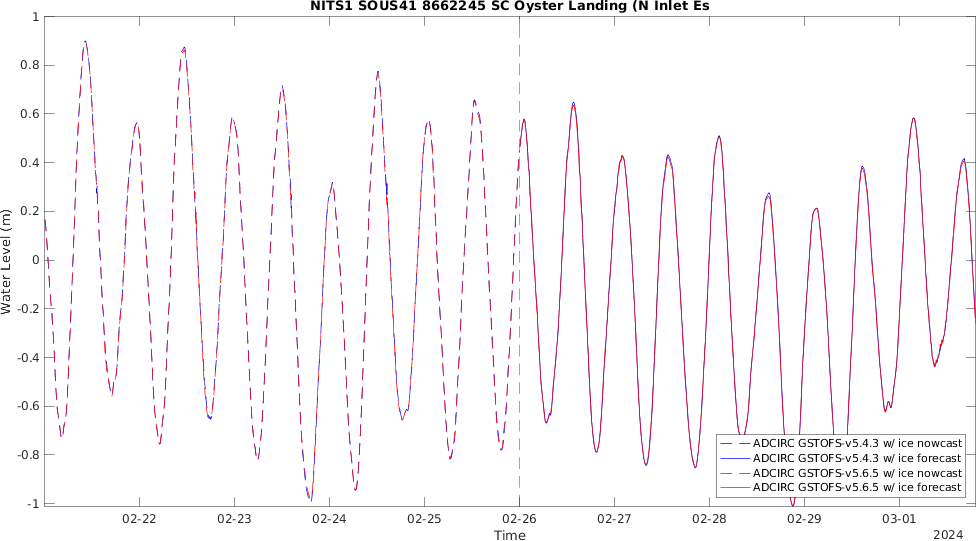 NITS1 SOUS41 8662245 SC Oyster Landing (N Inlet Es
1
0.8
0.6
0.4
0.2
0
-0.2
-0.4
-0.6
-0.8
-1
Water Level (m)
ADCIRC GSTOFS-v5.4.3 w/ ice nowcast
ADCIRC GSTOFS-v5.4.3 w/ ice forecast
ADCIRC GSTOFS-v5.6.5 w/ ice nowcast
ADCIRC GSTOFS-v5.6.5 w/ ice forecast
02-22 02-23 02-24 02-25 02-26 02-27 02-28 02-29 03-01
Time
2024